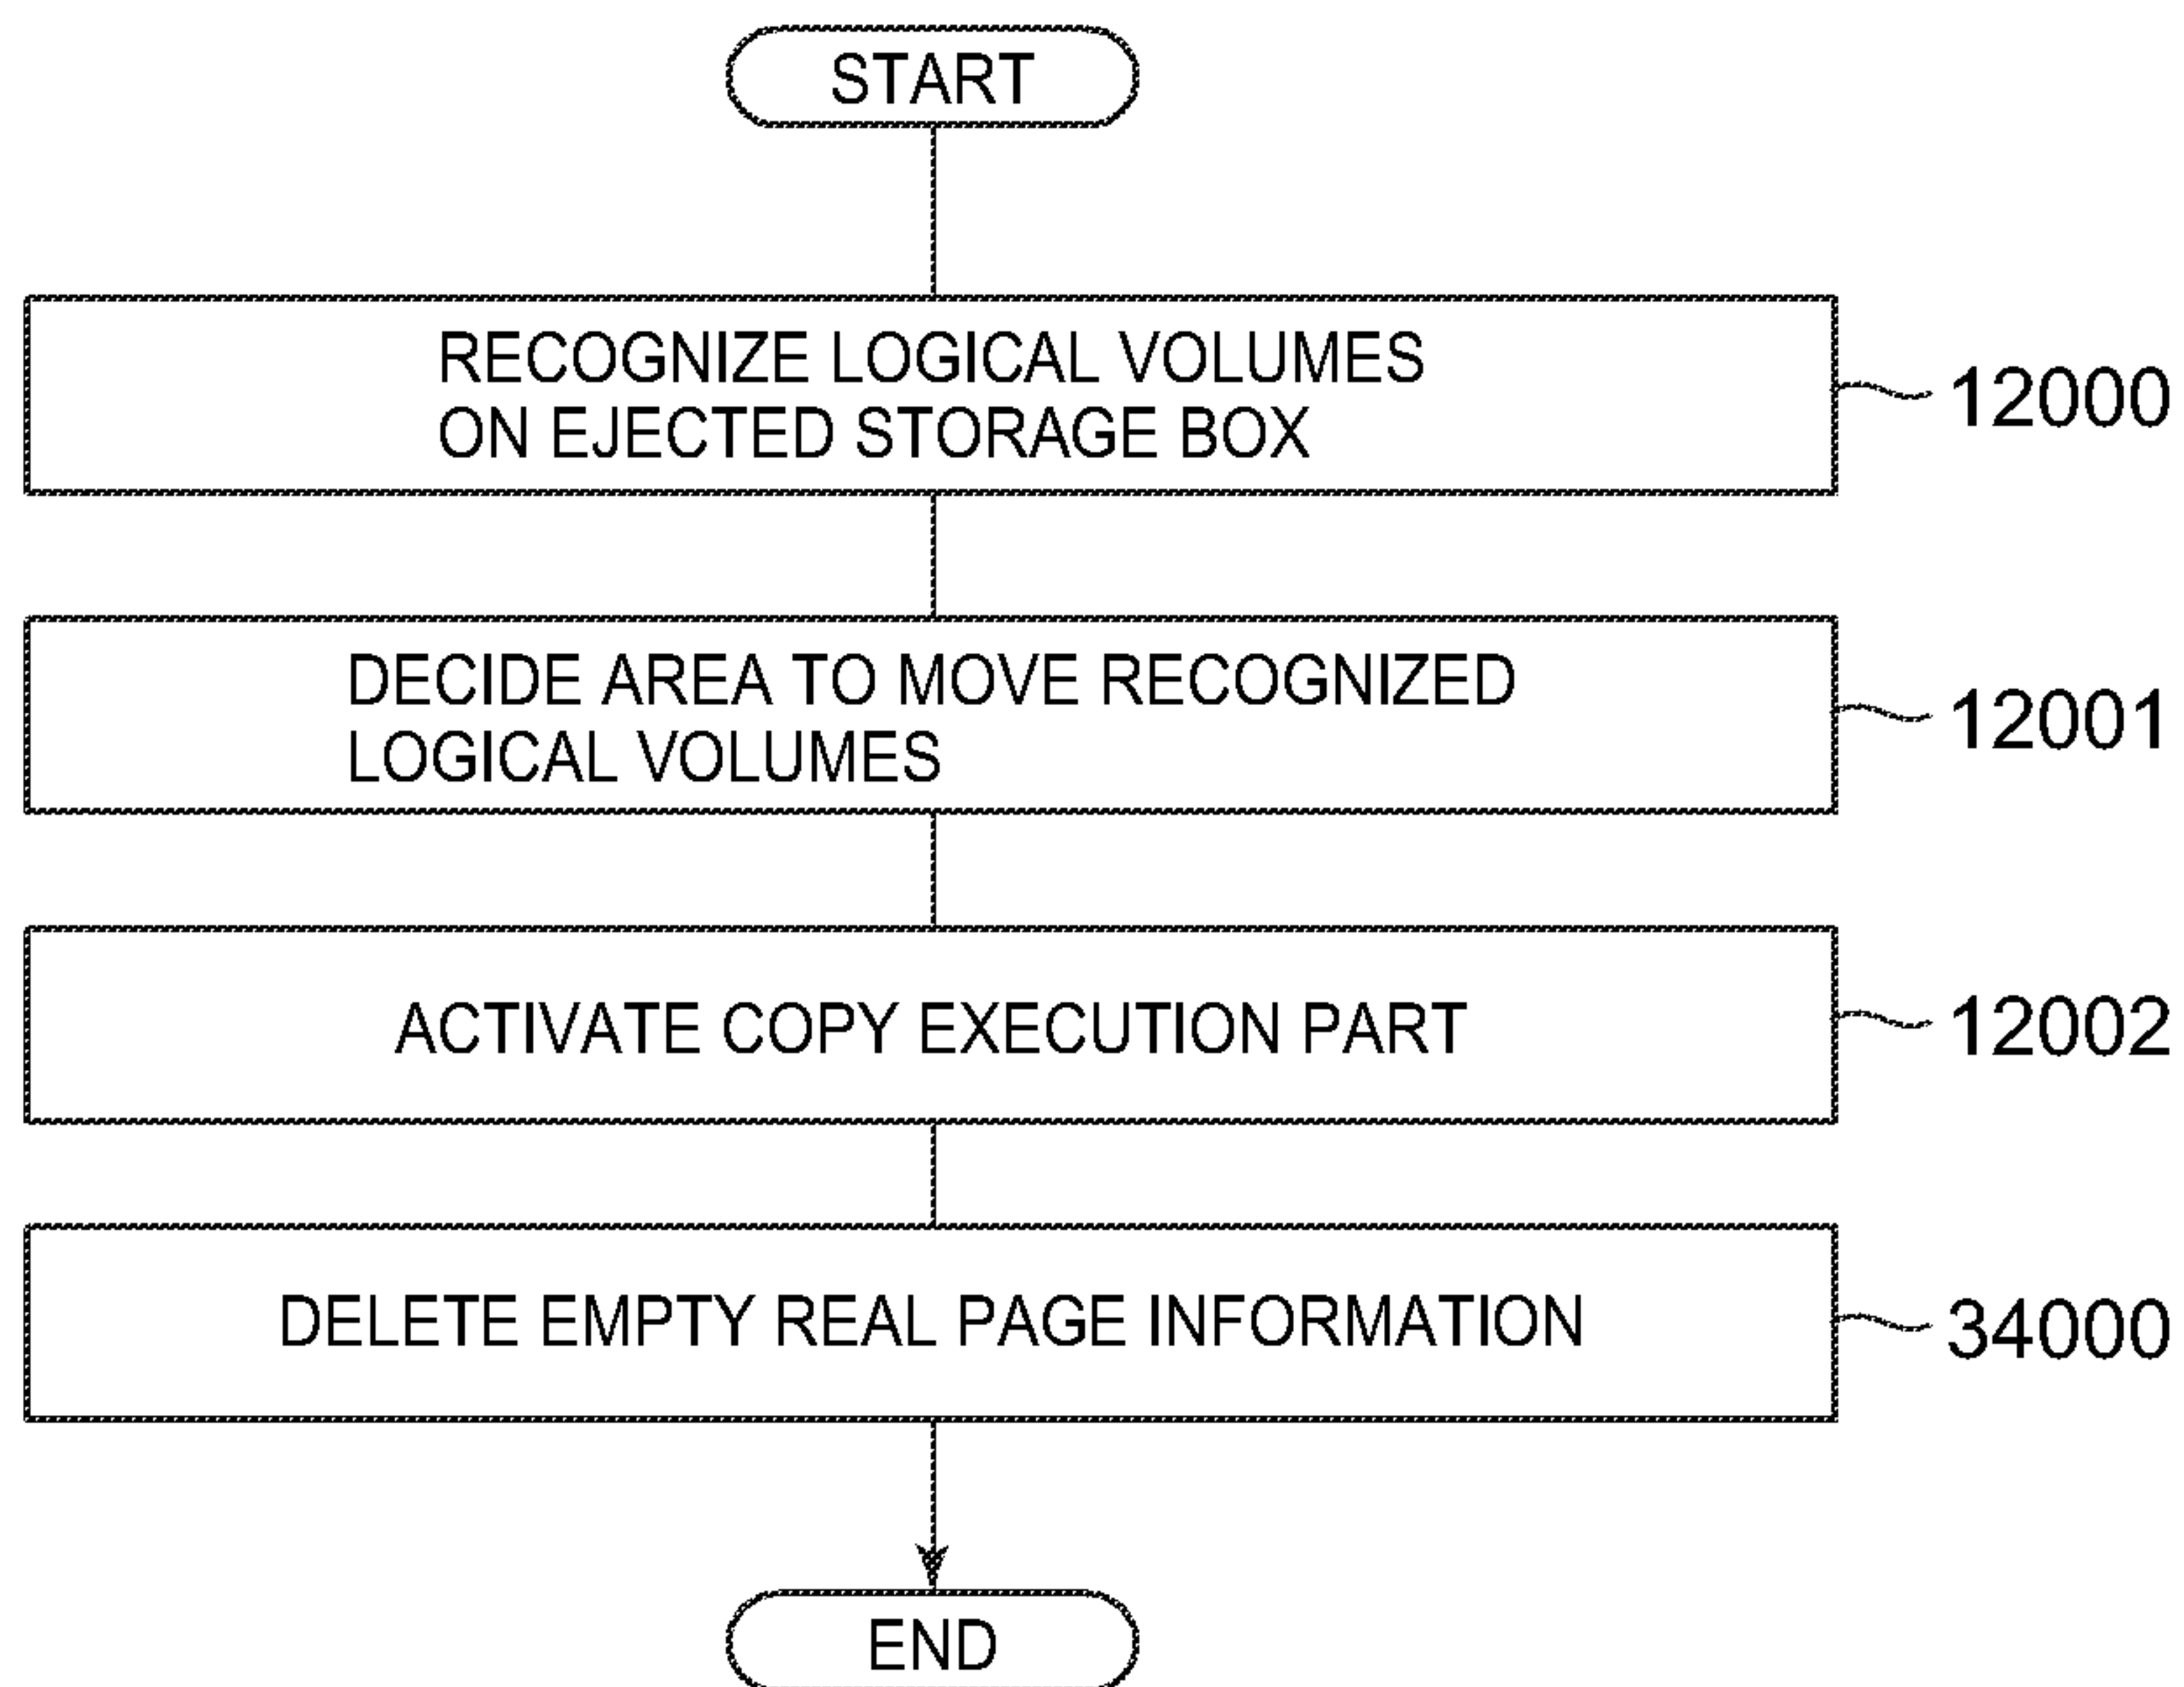 START
RECOGNIZE LOGICAL VOLUMES
ON EJECTED STORAGE BOX
12000
DECIDE AREA TO MOVE RECOGNIZED
LOGICAL VOLUMES
12001
ACTIVATE COPY EXECUTION PART
12002
DELETE EMPTY REAL PAGE INFORMATION
34000
END